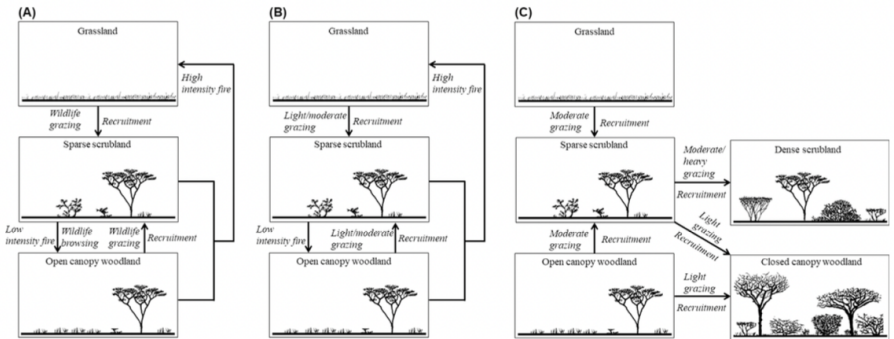 (A)
Grassland
High
intensity fire
Wildlife
grazing
Recruitment
Sparse scrubland
Low
intensity fire
Wildlife
browsing
Wildlife
grazing
Recruitment
Open canopy woodland
(B)
Grassland
High
intensity fire
Light/moderate
grazing
Recruitment
Sparse scrubland
Low
intensity fire
Light/moderate
grazing
Recruitment
Open canopy woodland
(C)
Grassland
Moderate
grazing
Recruitment
Sparse scrubland
Moderate/
heavy
grazing
Recruitment
Dense scrubland
Light
grazing
Recruitment
Moderate
grazing
Recruitment
Open canopy woodland
Light
grazing
Recruitment
Closed canopy woodland